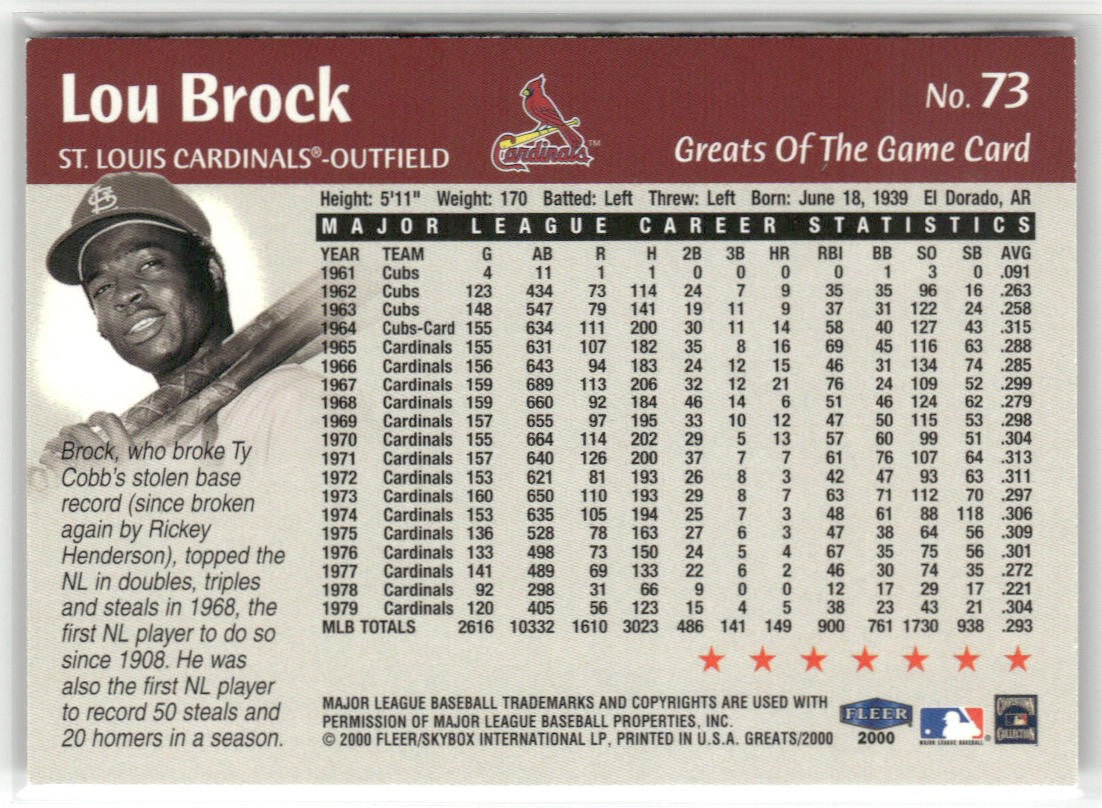 Lou Brock
No. 73
ST. LOUIS CARDINALS®-OUTFIELD
Cardinals™
Greats Of The Game Card
Height: 5'11" Weight: 170 Batted: Left Threw: Left Born: June 18, 1939 El Dorado, AR
MAJOR LEAGUE CAREER STATISTICS
YEAR TEAM G AB R H 2B 3B HR RBI BB SO SB AVG
1961 Cubs 4 11 1 1 0 0 0 0 1 3 0 .091
1962 Cubs 123 434 73 114 24 7 9 35 35 96 16 .263
1963 Cubs 148 547 79 141 19 11 9 37 31 122 24 .258
1964 Cubs-Card 155 634 111 200 30 11 14 58 40 127 43 .315
1965 Cardinals 155 631 107 182 35 8 16 69 45 116 63 .288
1966 Cardinals 156 643 94 183 24 12 15 46 31 134 74 .285
1967 Cardinals 159 689 113 206 32 12 21 76 24 109 52 .299
1968 Cardinals 159 660 92 184 46 14 6 51 46 124 62 .279
1969 Cardinals 157 655 97 195 33 10 12 47 50 115 53 .298
1970 Cardinals 155 664 114 202 29 5 13 57 60 99 51 .304
1971 Cardinals 157 640 126 200 37 7 7 61 76 107 64 .313
1972 Cardinals 153 621 81 193 26 8 3 42 47 93 63 .311
1973 Cardinals 160 650 110 193 29 8 7 63 71 112 70 .297
1974 Cardinals 153 635 105 194 25 7 3 48 61 88 118 .306
1975 Cardinals 136 528 78 163 27 6 3 47 38 64 56 .309
1976 Cardinals 133 498 73 150 24 5 4 67 35 75 56 .301
1977 Cardinals 141 489 69 133 22 6 2 46 30 74 35 .272
1978 Cardinals 92 298 31 66 9 0 0 12 17 29 17 .221
1979 Cardinals 120 405 56 123 15 4 5 38 23 43 21 .304
MLB TOTALS 2616 10332 1610 3023 486 141 149 900 761 1730 938 .293
Brock, who broke Ty
Cobb's stolen base
record (since broken
again by Rickey
Henderson), topped the
NL in doubles, triples
and steals in 1968, the
first NL player to do so
since 1908. He was
also the first NL player
to record 50 steals and
20 homers in a season.
MAJOR LEAGUE BASEBALL TRADEMARKS AND COPYRIGHTS ARE USED WITH
PERMISSION OF MAJOR LEAGUE BASEBALL PROPERTIES, INC.
© 2000 FLEER/SKYBOX INTERNATIONAL LP, PRINTED IN U.S.A. GREATS/2000
FLEER
2000
MAJOR LEAGUE BASEBALL®
COOPERSTOWN
COLLECTION